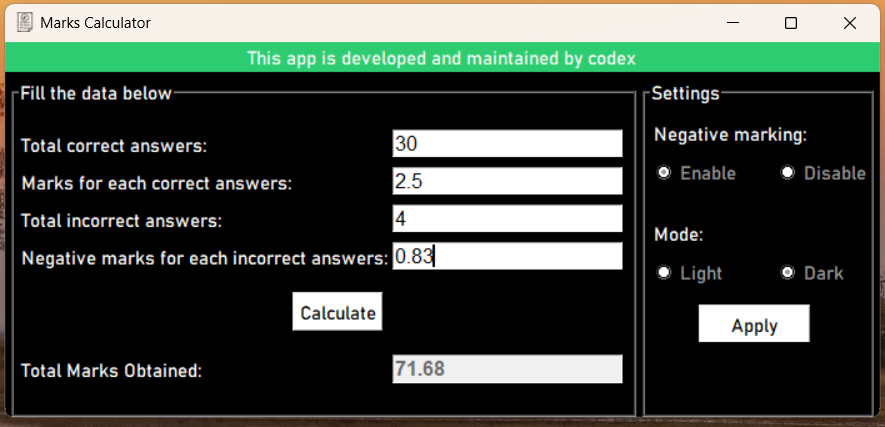 Marks Calculator
This app is developed and maintained by codex
Fill the data below
Total correct answers: 30
Marks for each correct answers: 2.5
Total incorrect answers: 4
Negative marks for each incorrect answers: 0.83
Calculate
Total Marks Obtained: 71.68
Settings
Negative marking:
Enable Disable
Mode:
Light Dark
Apply